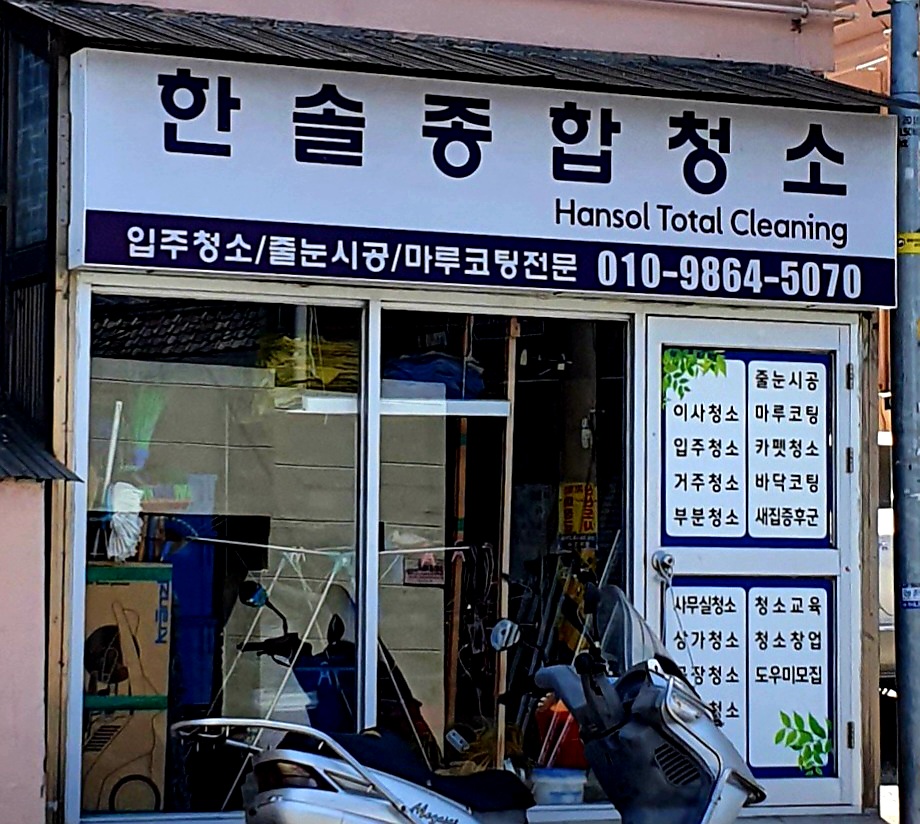 한솔종합청소
Hansol Total Cleaning
입주청소/줄눈시공/마루코팅전문 010-9864-5070
이사청소
입주청소
거주청소
부분청소
줄눈시공
마루코팅
카펫청소
바닥코팅
새집증후군
사무실청소
상가청소
청소
청소교육
청소창업
도우미모집